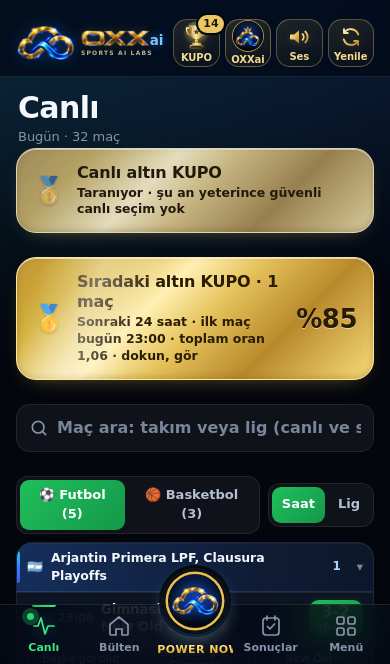 OXX ai
SPORTS AI LABS
14
KUPO
OXXai
Ses
Yenile
Canlı
Bugün · 32 maç
Canlı altın KUPO
Taranıyor · şu an yeterince güvenli
canlı seçim yok
Sıradaki altın KUPO · 1
maç
Sonraki 24 saat · ilk maç
bugün 23:00 · toplam oran
1,06 · dokun, gör
%85
Maç ara: takım veya lig (canlı ve s
Futbol
(5)
Basketbol
(3)
Saat
Lig
Arjantin Primera LPF, Clausura
Playoffs
1
Canlı
Bülten
POWER NOW
Sonuçlar
Menü